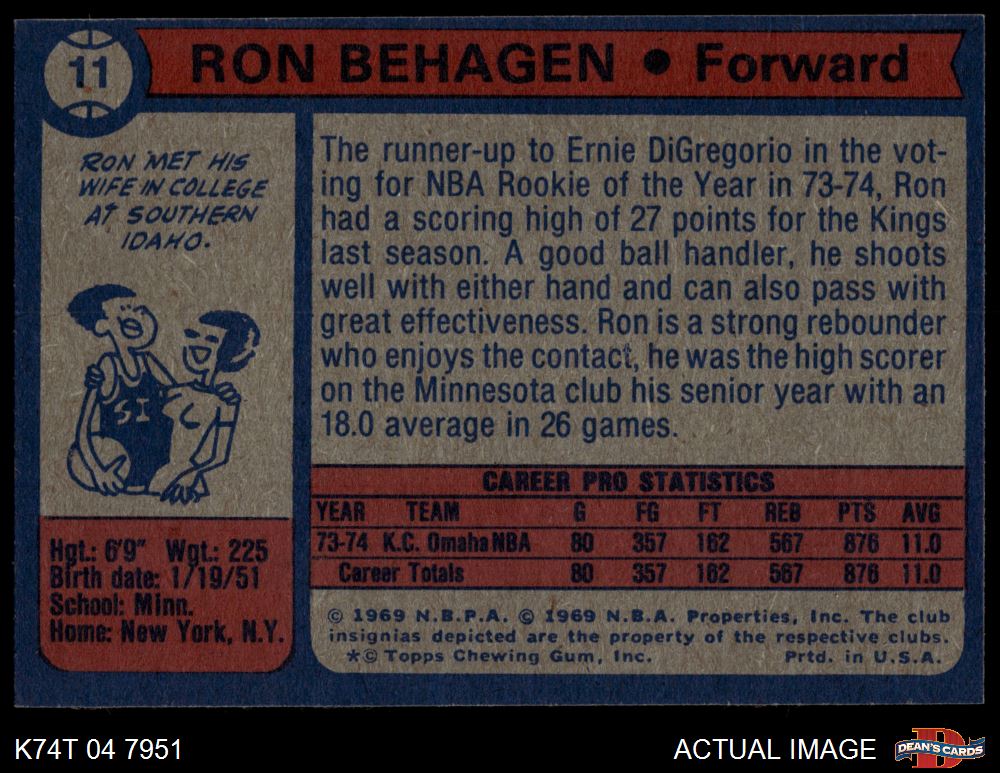 11
RON BEHAGEN • Forward
RON MET HIS
WIFE IN COLLEGE
AT SOUTHERN
IDAHO.
SI
The runner-up to Ernie DiGregorio in the vot-
ing for NBA Rookie of the Year in 73-74, Ron
had a scoring high of 27 points for the Kings
last season. A good ball handler, he shoots
well with either hand and can also pass with
great effectiveness. Ron is a strong rebounder
who enjoys the contact, he was the high scorer
on the Minnesota club his senior year with an
18.0 average in 26 games.
Hgt.: 6'9" Wgt.: 225
Birth date: 1/19/51
School: Minn.
Home: New York, N.Y.
CAREER PRO STATISTICS
YEAR TEAM G FG FT REB PTS AVG
73-74 K.C. Omaha NBA 80 357 162 567 876 11.0
Career Totals 80 357 162 567 876 11.0
© 1969 N.B.P.A. © 1969 N.B.A. Properties, Inc. The club
insignias depicted are the property of the respective clubs.
*© Topps Chewing Gum, Inc. Prtd. in U.S.A.
K74T 04 7951
ACTUAL IMAGE
D
DEAN'S CARDS